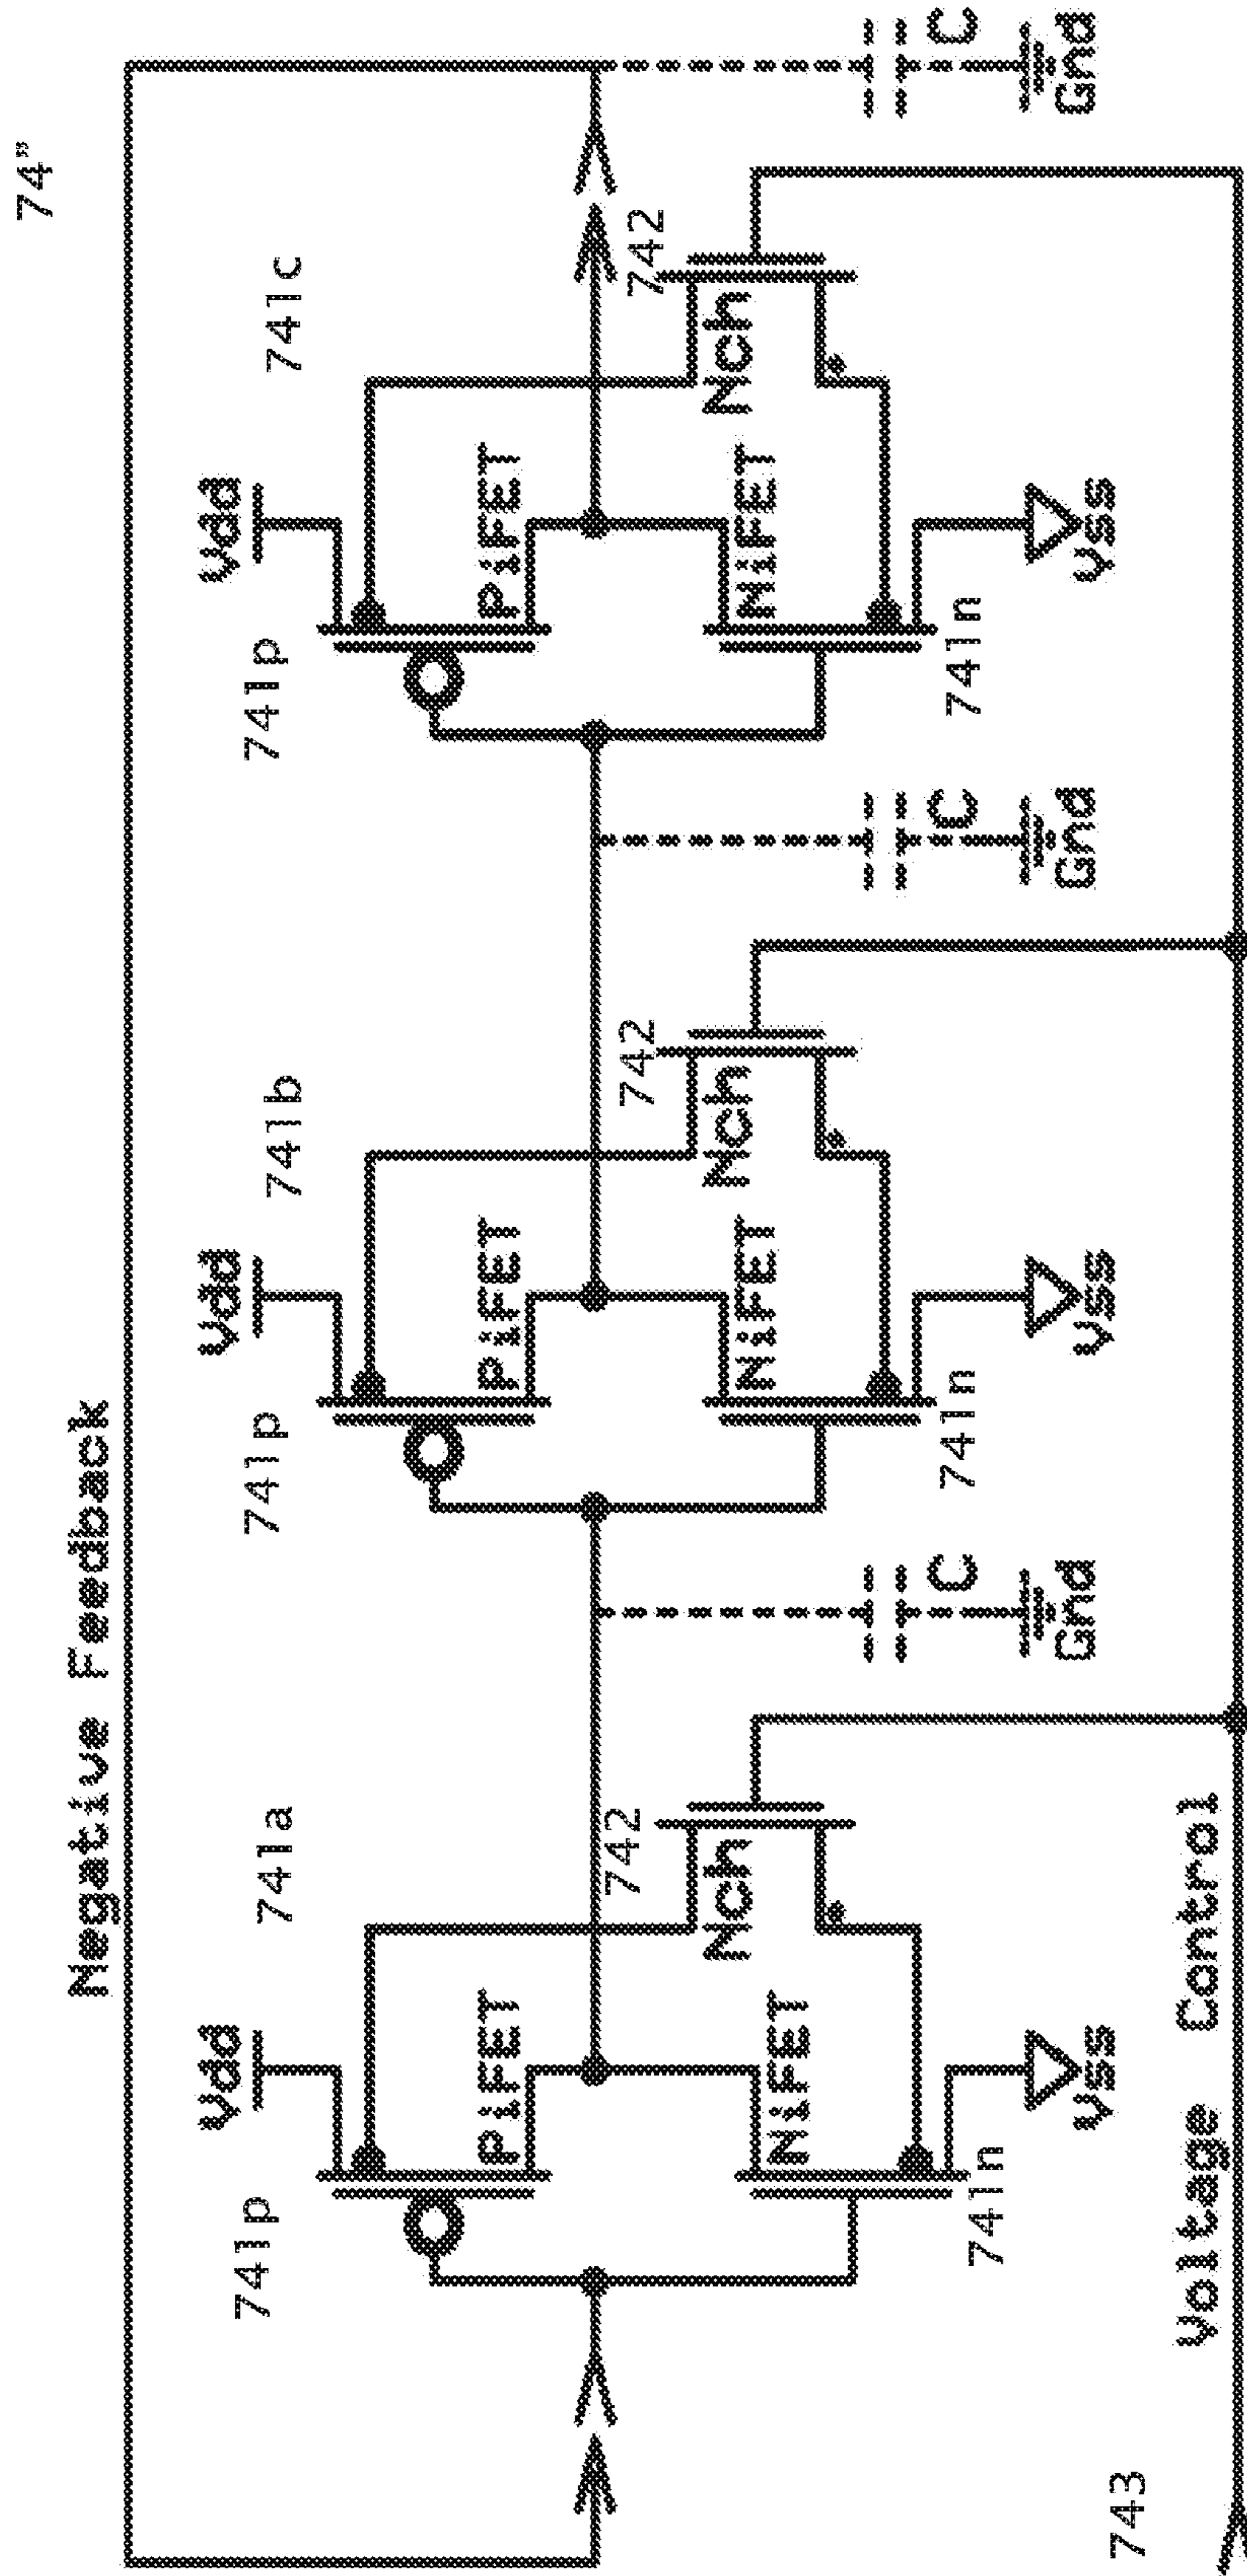 74”
Negative Feedback
741a
741b
741c
Vdd
Vdd
Vdd
741p
741p
741p
PiFET
PiFET
PiFET
742
742
742
Nch
Nch
Nch
NiFET
NiFET
NiFET
741n
741n
741n
C
C
C
Gnd
Gnd
Gnd
Vss
Vss
Vss
743
Voltage Control